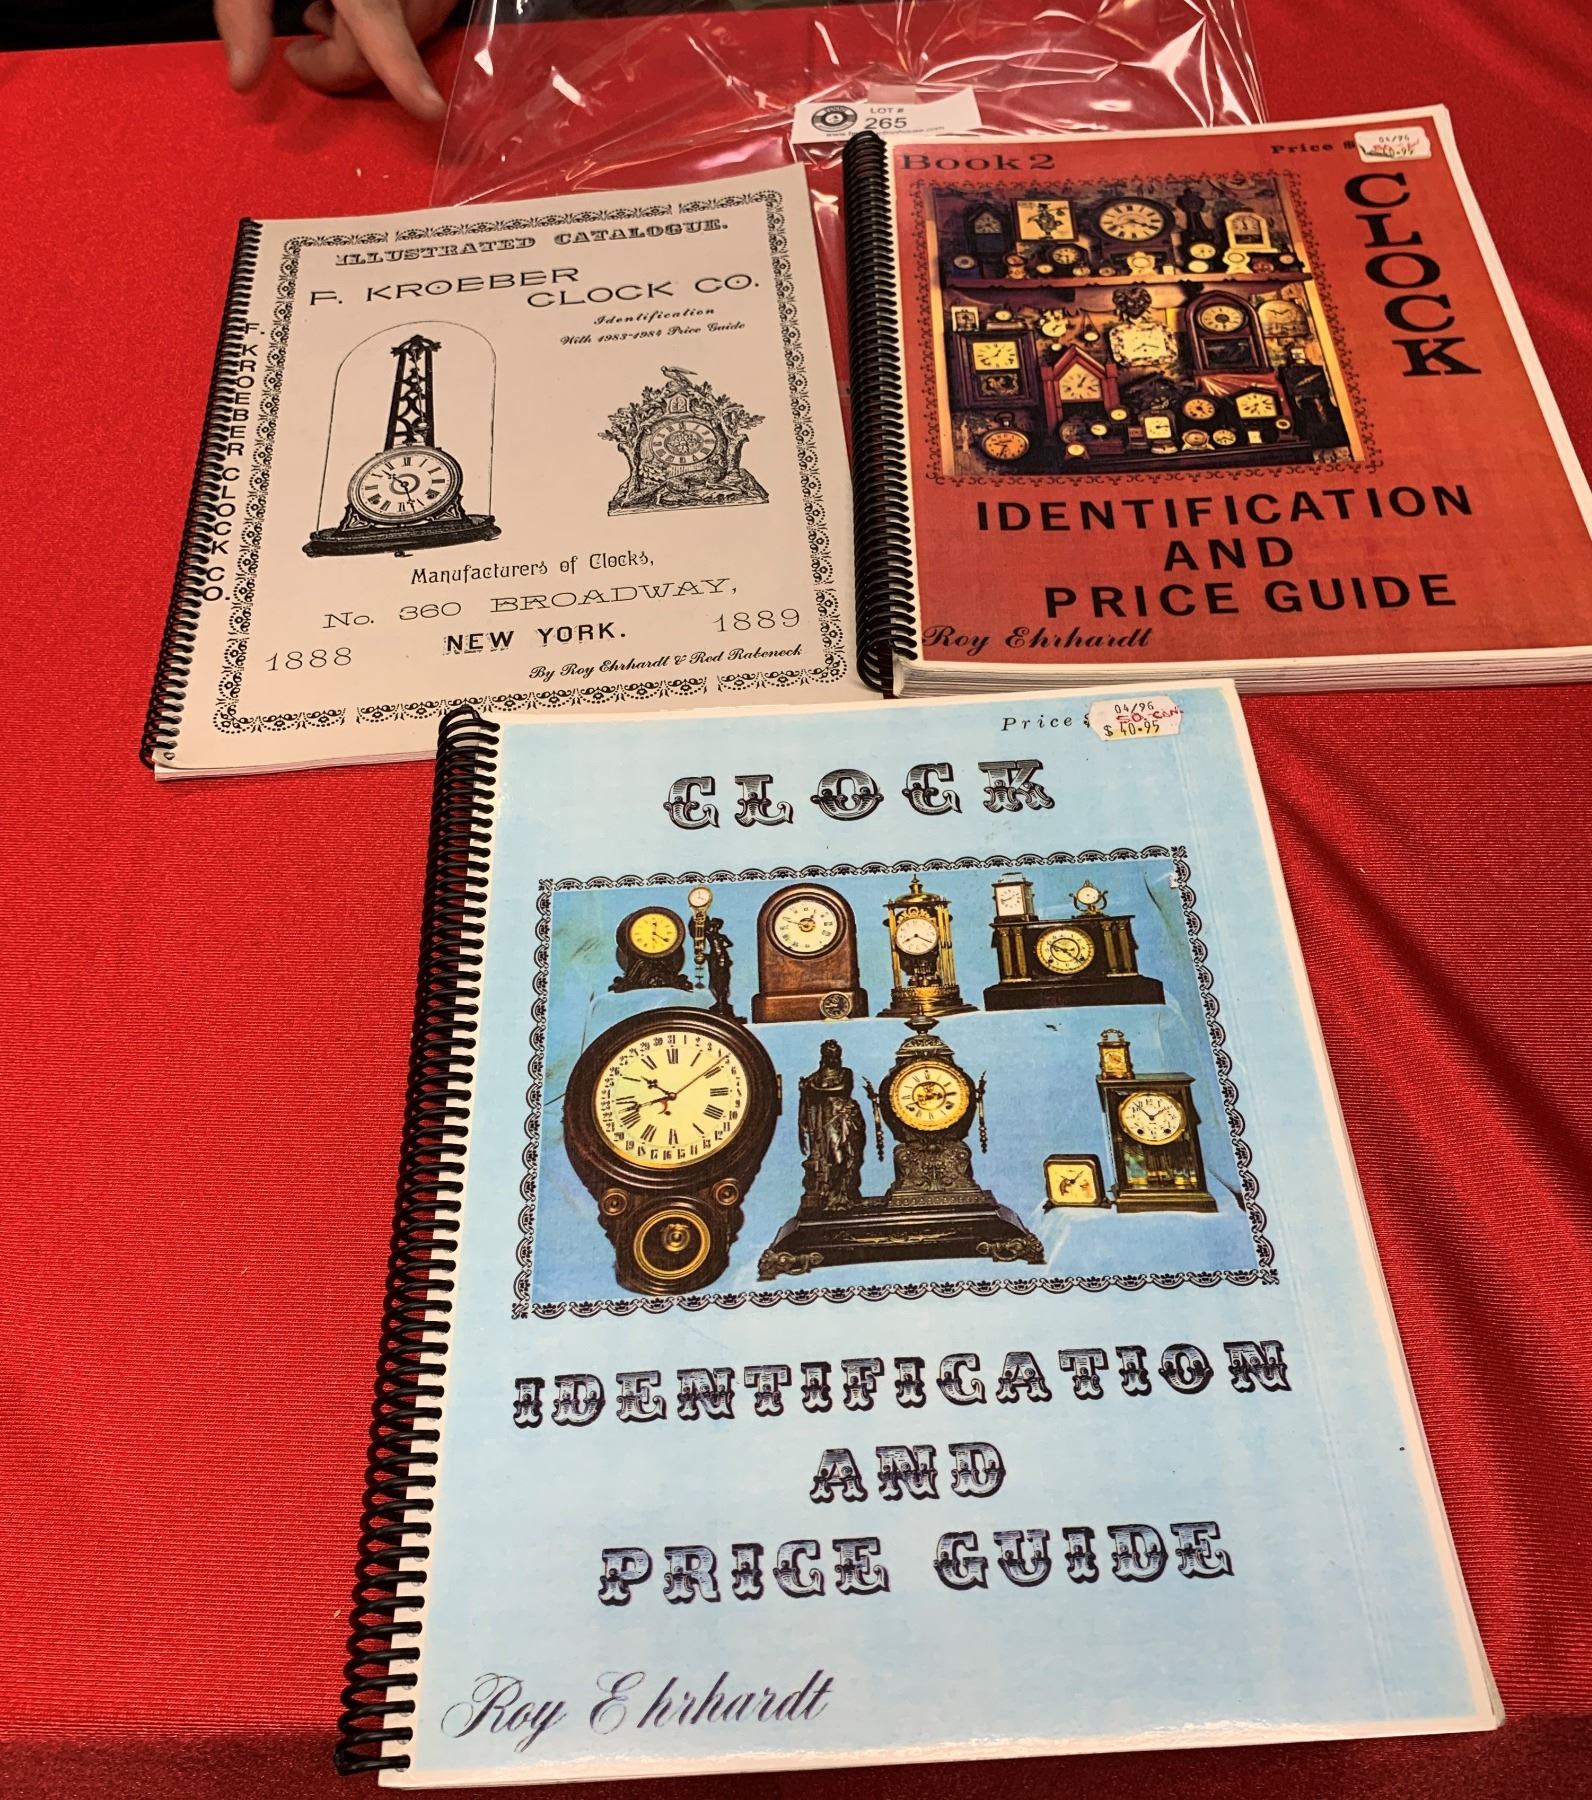 LOT #
265
ILLUSTRATED CATALOGUE.
F. KROEBER
CLOCK CO.
Identification
With 1983-1984 Price Guide
Manufacturers of Clocks,
No. 360 BROADWAY,
NEW YORK.
1888
1889
By Roy Ehrhardt & Red Rabeneck
F. KROEBER CLOCK CO.
Book 2
Price $
04/96
CLOCK
IDENTIFICATION
AND
PRICE GUIDE
Roy Ehrhardt
Price $
04/96
$ 40.95
CLOCK
IDENTIFICATION
AND
PRICE GUIDE
Roy Ehrhardt